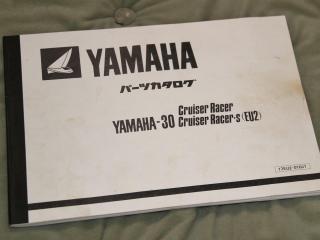 YAMAHA
パーツカタログ
YAMAHA-30 Cruiser Racer
Cruiser Racer-s (EU2)